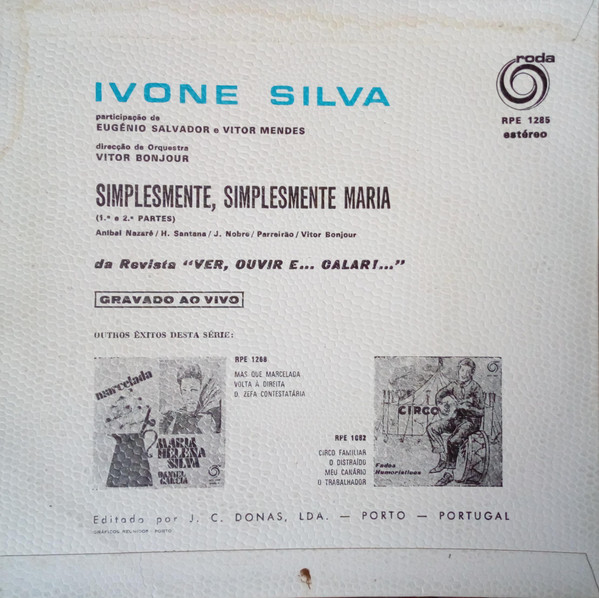 roda
RPE 1285
estéreo
IVONE SILVA
participação de
EUGÉNIO SALVADOR e VITOR MENDES
direcção de Orquestra
VITOR BONJOUR
SIMPLESMENTE, SIMPLESMENTE MARIA
(1.ª e 2.ª PARTES)
Aníbal Nazaré / H. Santana / J. Nobre / Parreirão / Vitor Bonjour
da Revista "VER, OUVIR E... CALAR!..."
GRAVADO AO VIVO
OUTROS ÊXITOS DESTA SÉRIE:
marcelada
MARIA
HELENA
SILVA
DANIEL
GARCIA
RPE 1268
MAS QUE MARCELADA
VOLTA À DIREITA
D. ZEFA CONTESTATÁRIA
RPE 1082
CIRCO FAMILIAR
O DISTRAÍDO
MEU CANÁRIO
O TRABALHADOR
CIRCO
Fados
Humorísticos
Editado por J. C. DONAS, LDA. — PORTO — PORTUGAL